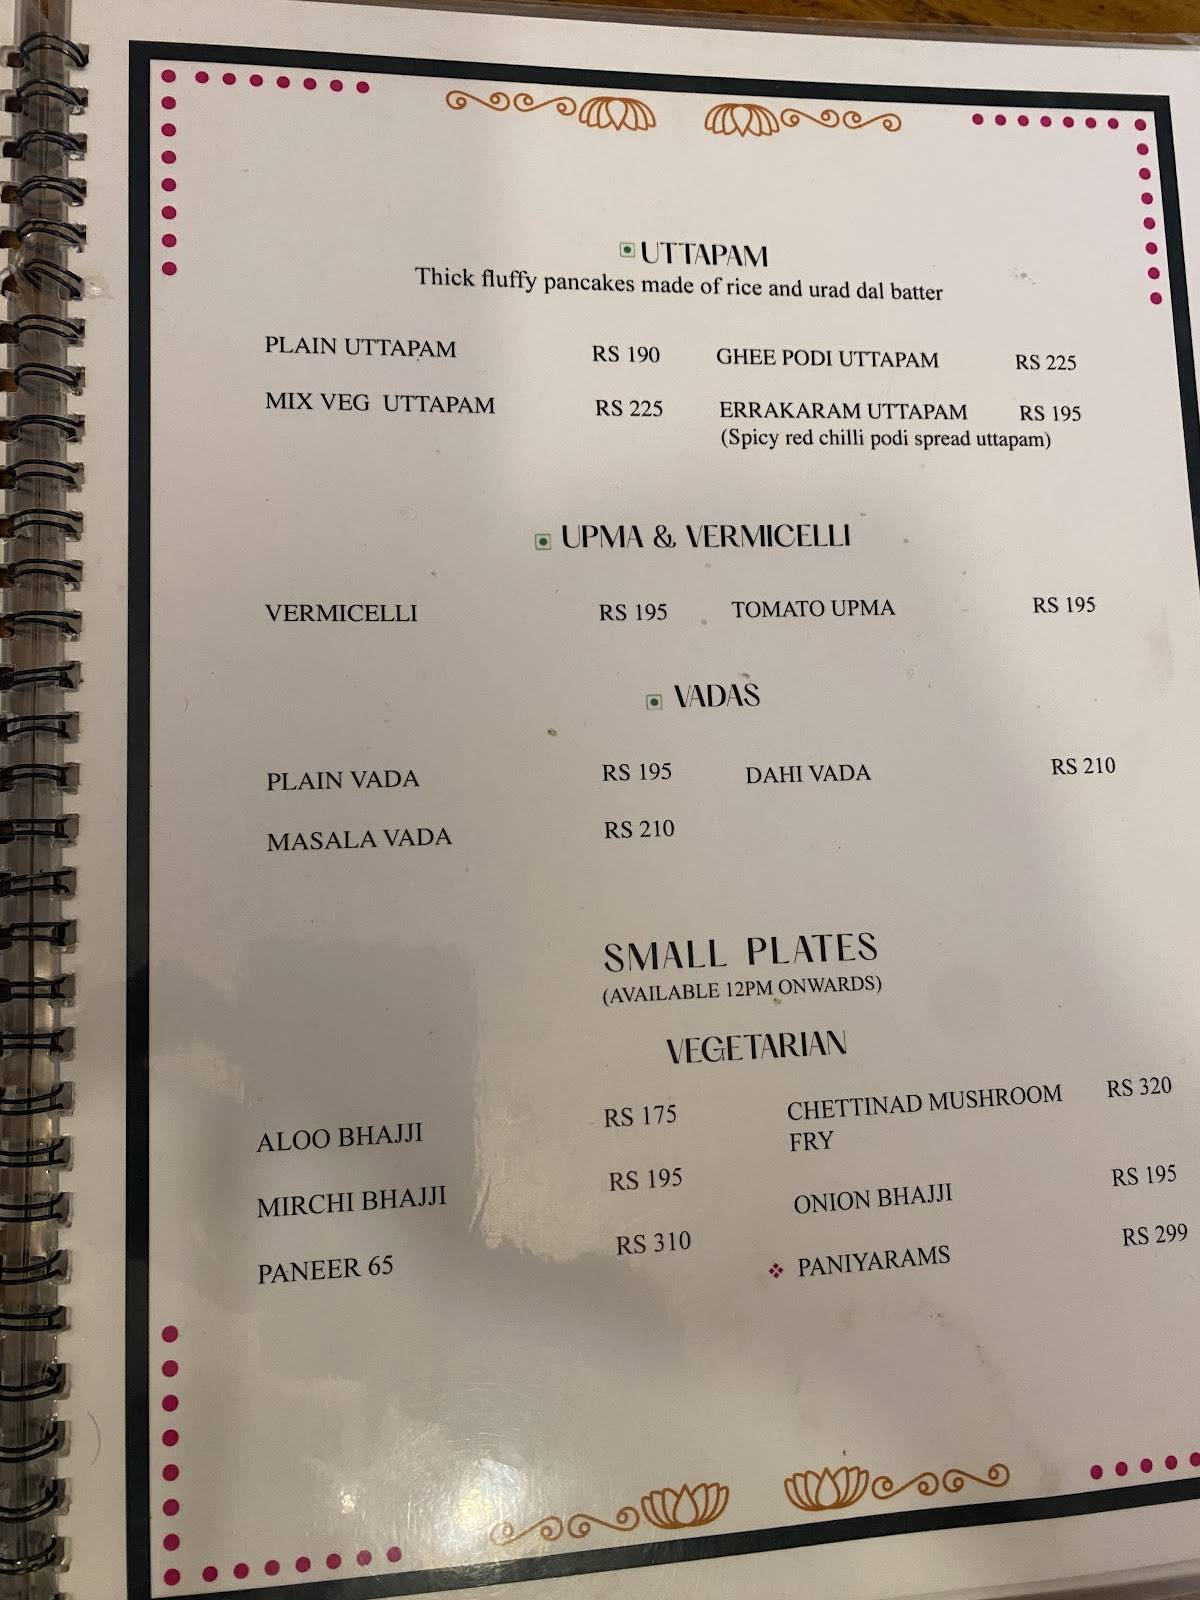 UTTAPAM
Thick fluffy pancakes made of rice and urad dal batter
PLAIN UTTAPAM RS 190 GHEE PODI UTTAPAM RS 225
MIX VEG UTTAPAM RS 225 ERRAKARAM UTTAPAM RS 195
(Spicy red chilli podi spread uttapam)
UPMA & VERMICELLI
VERMICELLI RS 195 TOMATO UPMA RS 195
VADAS
PLAIN VADA RS 195 DAHI VADA RS 210
MASALA VADA RS 210
SMALL PLATES
(AVAILABLE 12PM ONWARDS)
VEGETARIAN
ALOO BHAJJI RS 175 CHETTINAD MUSHROOM RS 320
FRY
MIRCHI BHAJJI RS 195 ONION BHAJJI RS 195
PANEER 65 RS 310 PANIYARAMS RS 299